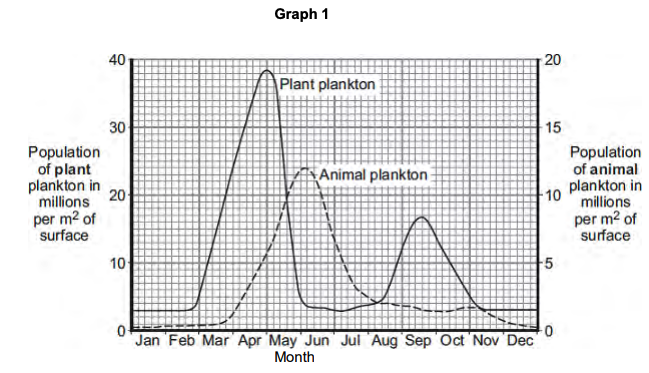 Graph 1
40
30
20
10
0
Population
of plant
plankton in
millions
per m2 of
surface
Plant plankton
Animal plankton
20
15
10
5
0
Population
of animal
plankton in
millions
per m2 of
surface
Jan Feb Mar Apr May Jun Jul Aug Sep Oct Nov Dec
Month